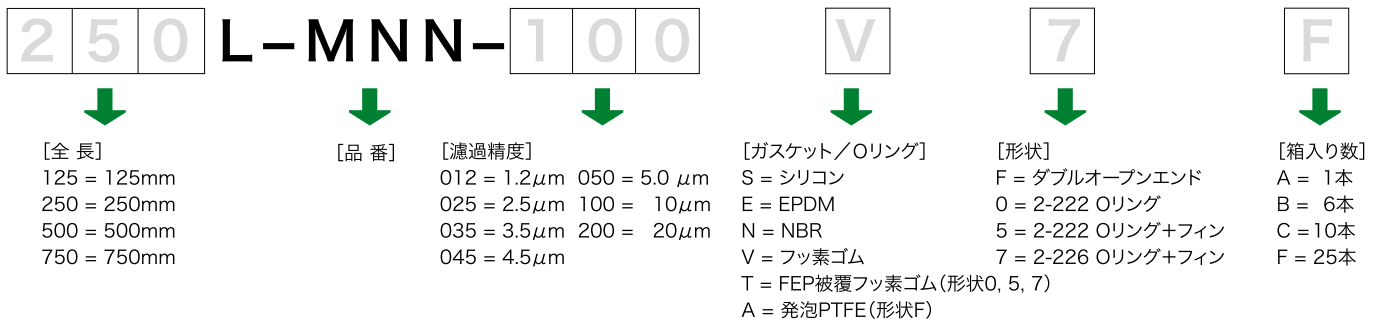 250L-MNN-100 V 7 F
[全 長]
125 = 125mm
250 = 250mm
500 = 500mm
750 = 750mm
[品 番]
[濾過精度]
012 = 1.2μm 050 = 5.0 μm
025 = 2.5μm 100 = 10μm
035 = 3.5μm 200 = 20μm
045 = 4.5μm
[ガスケット／Oリング]
S = シリコン
E = EPDM
N = NBR
V = フッ素ゴム
T = FEP被覆フッ素ゴム（形状0, 5, 7）
A = 発泡PTFE（形状F）
[形状]
F = ダブルオープンエンド
0 = 2-222 Oリング
5 = 2-222 Oリング＋フィン
7 = 2-226 Oリング＋フィン
[箱入り数]
A = 1本
B = 6本
C =10本
F = 25本